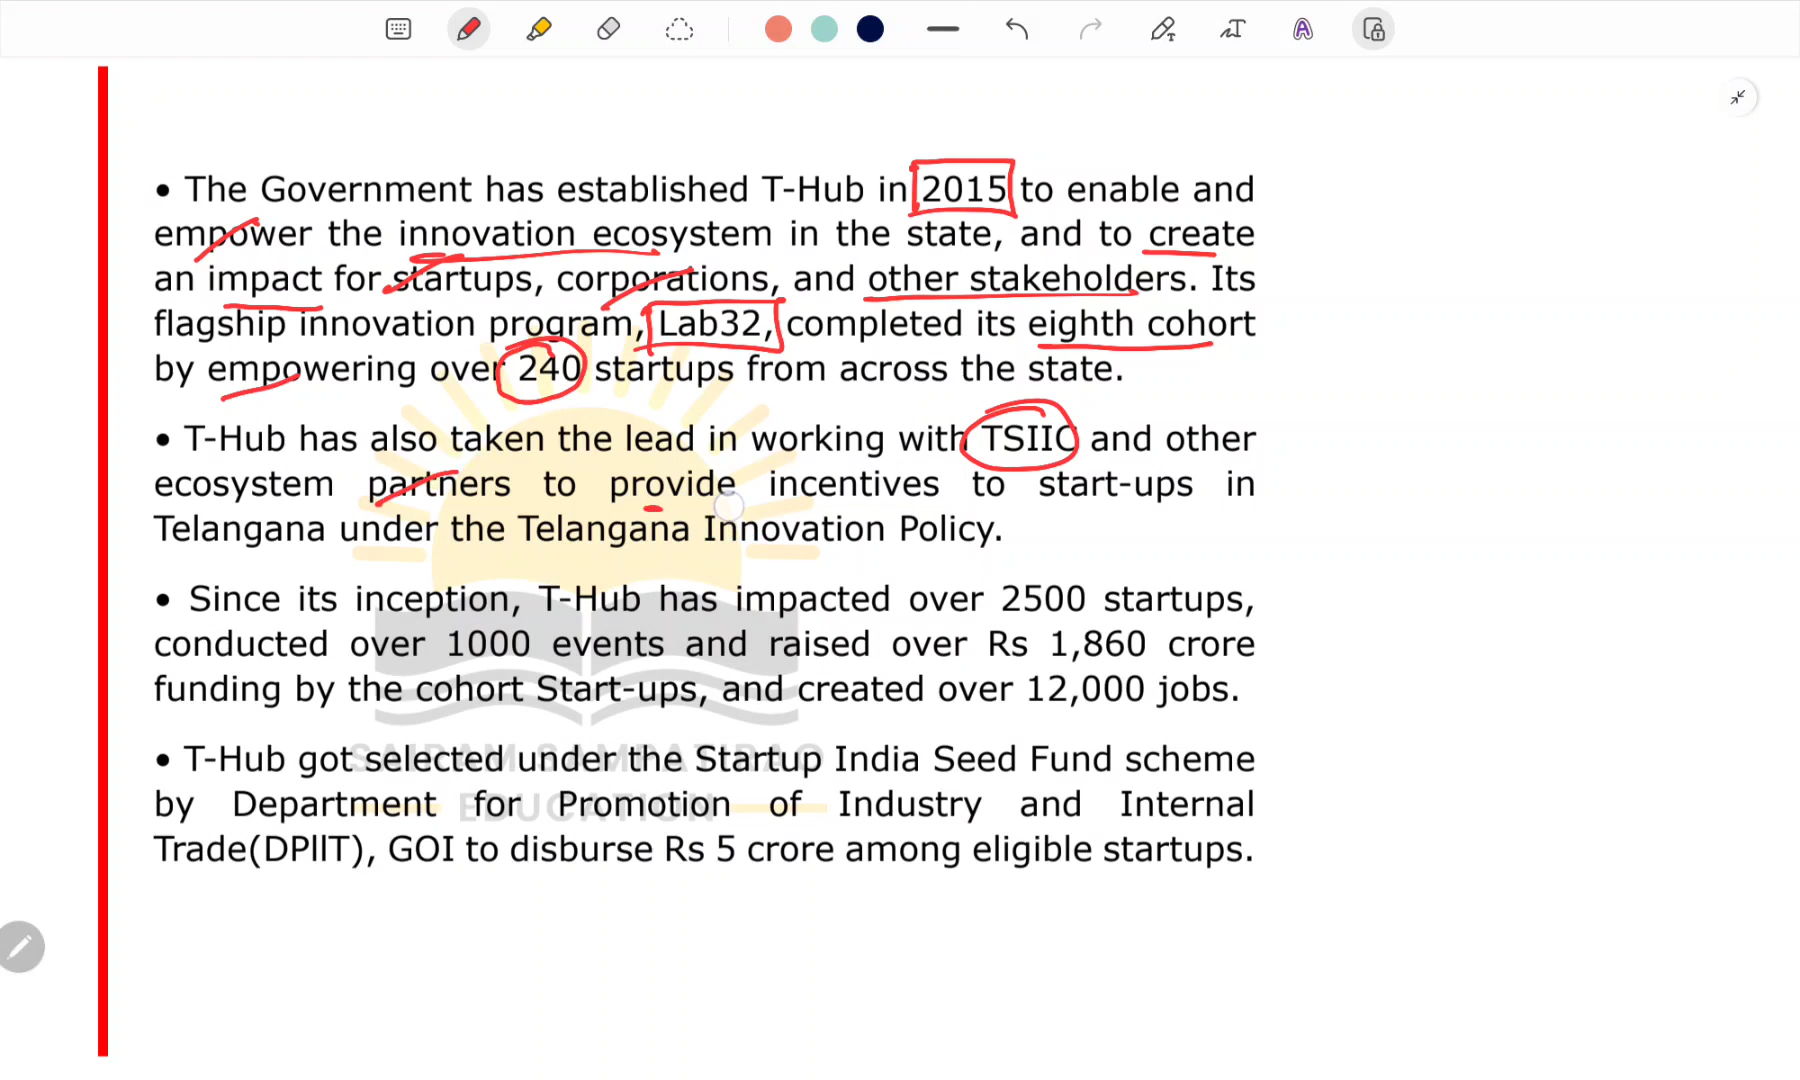 • The Government has established T-Hub in 2015 to enable and
empower the innovation ecosystem in the state, and to create
an impact for startups, corporations, and other stakeholders. Its
flagship innovation program, Lab32, completed its eighth cohort
by empowering over 240 startups from across the state.
• T-Hub has also taken the lead in working with TSIIC and other
ecosystem partners to provide incentives to start-ups in
Telangana under the Telangana Innovation Policy.
• Since its inception, T-Hub has impacted over 2500 startups,
conducted over 1000 events and raised over Rs 1,860 crore
funding by the cohort Start-ups, and created over 12,000 jobs.
• T-Hub got selected under the Startup India Seed Fund scheme
by Department for Promotion of Industry and Internal
Trade(DPllT), GOI to disburse Rs 5 crore among eligible startups.
SAIRAM SAMPATIRAO
EDUCATION